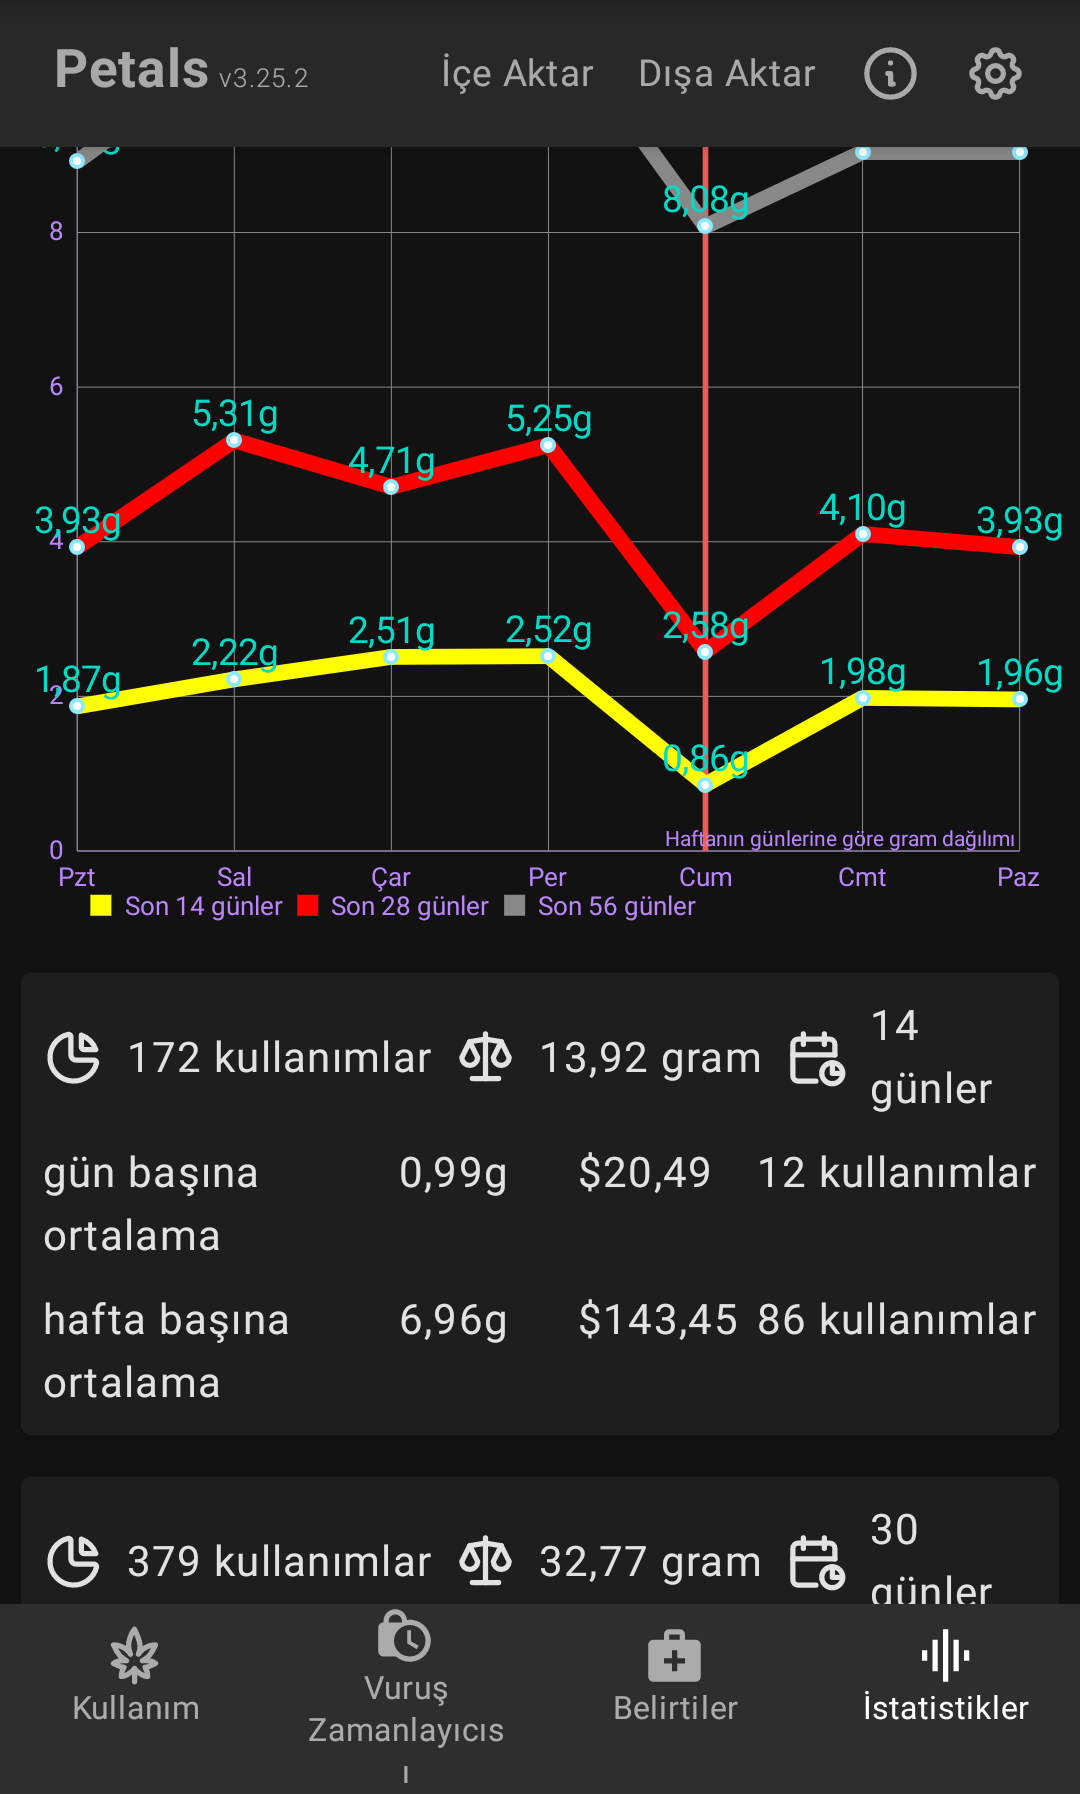 Petals v3.25.2 İçe Aktar Dışa Aktar
8,08g
8
6
5,31g
5,25g
4,71g
4,10g
3,93g
3,93g
4
2,58g
2,52g
2,51g
2,22g
1,98g
1,96g
1,87g
2
0,86g
Haftanın günlerine göre gram dağılımı
0
Pzt Sal Çar Per Cum Cmt Paz
Son 14 günler Son 28 günler Son 56 günler
172 kullanımlar 13,92 gram 14 günler
gün başına ortalama 0,99g $20,49 12 kullanımlar
hafta başına ortalama 6,96g $143,45 86 kullanımlar
379 kullanımlar 32,77 gram 30 günler
Kullanım
Vuruş Zamanlayıcısı
Belirtiler
İstatistikler